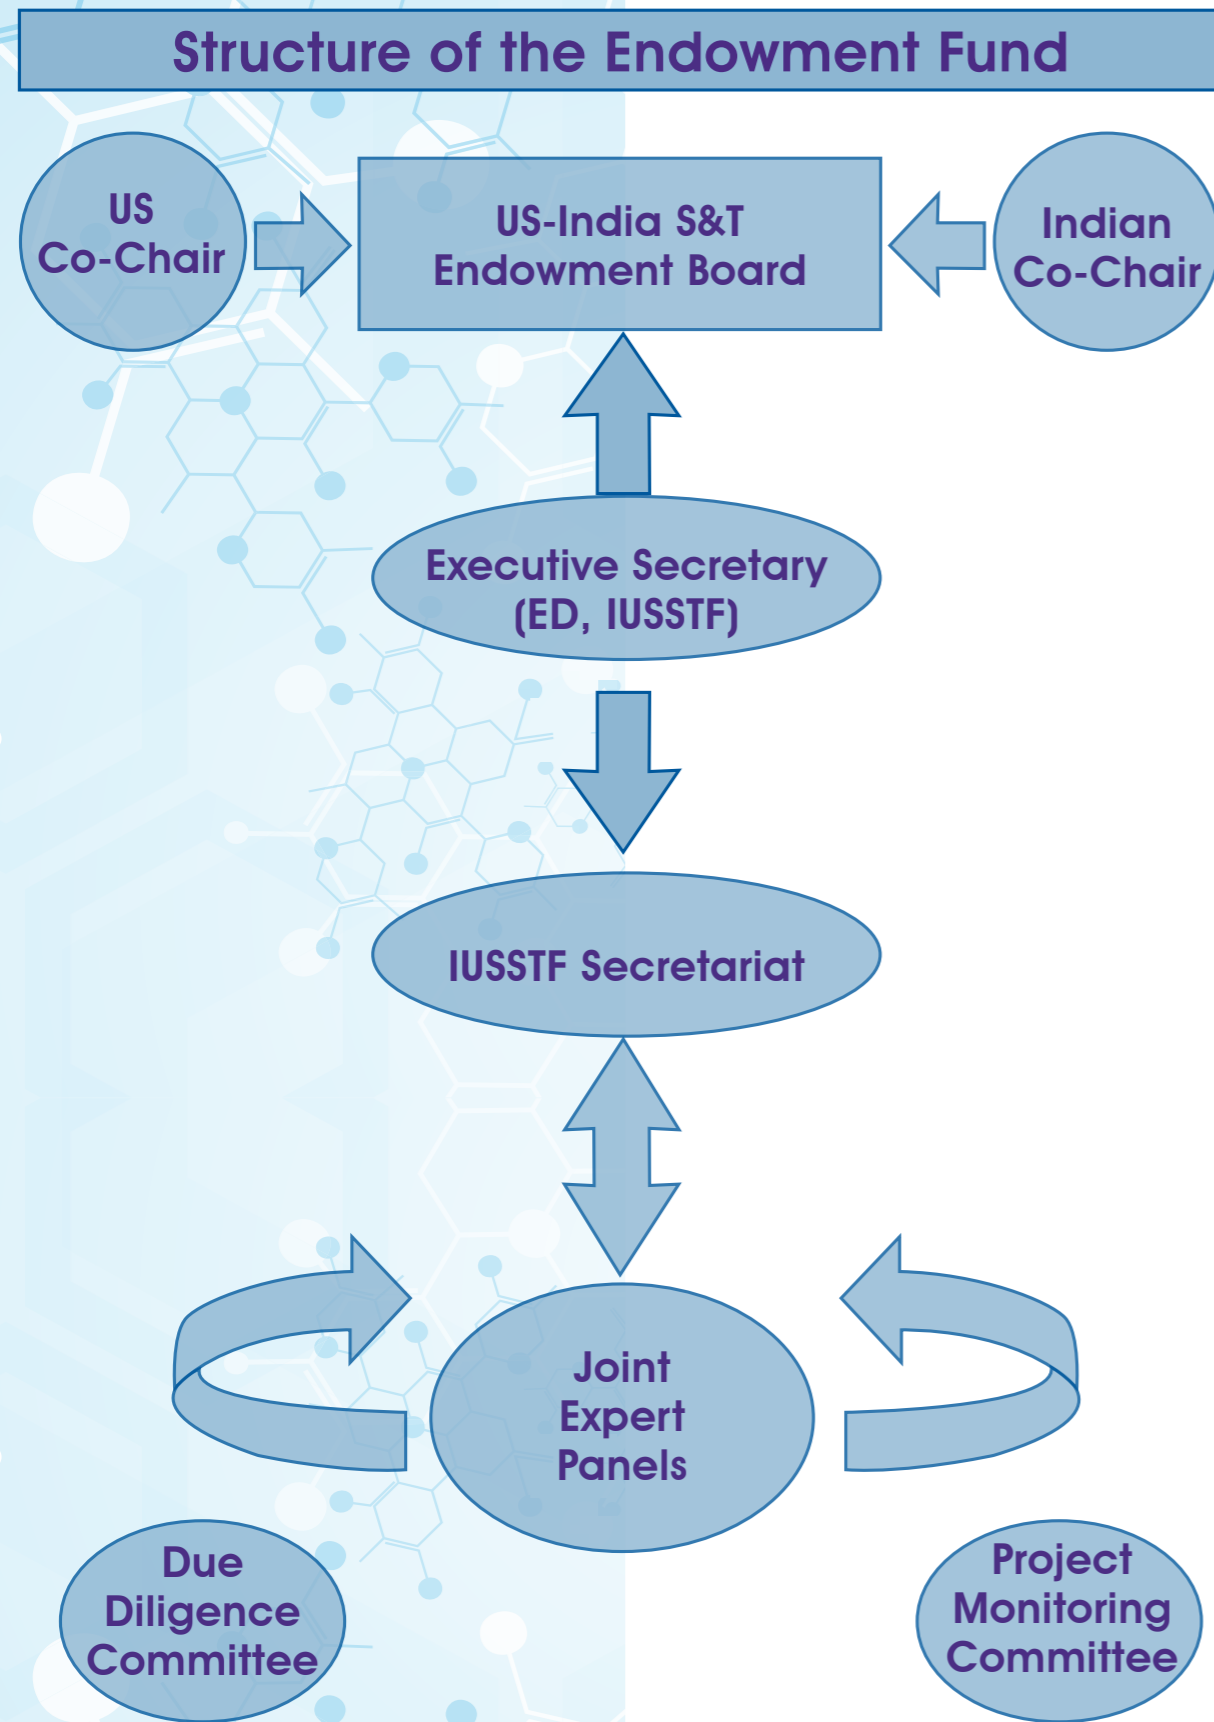 Structure of the Endowment Fund
US
Co-Chair
US-India S&T
Endowment Board
Indian
Co-Chair
Executive Secretary
(ED, IUSSTF)
IUSSTF Secretariat
Joint
Expert
Panels
Due
Diligence
Committee
Project
Monitoring
Committee